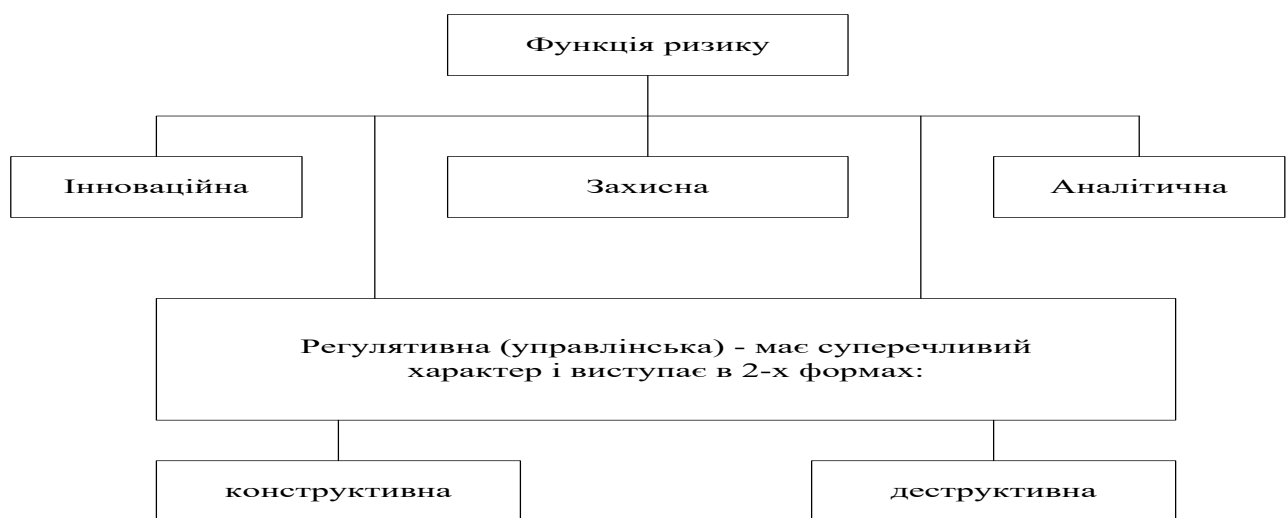 Функція ризику
Інноваційна
Захисна
Аналітична
Регулятивна (управлінська) - має суперечливий
характер і виступає в 2-х формах:
конструктивна
деструктивна